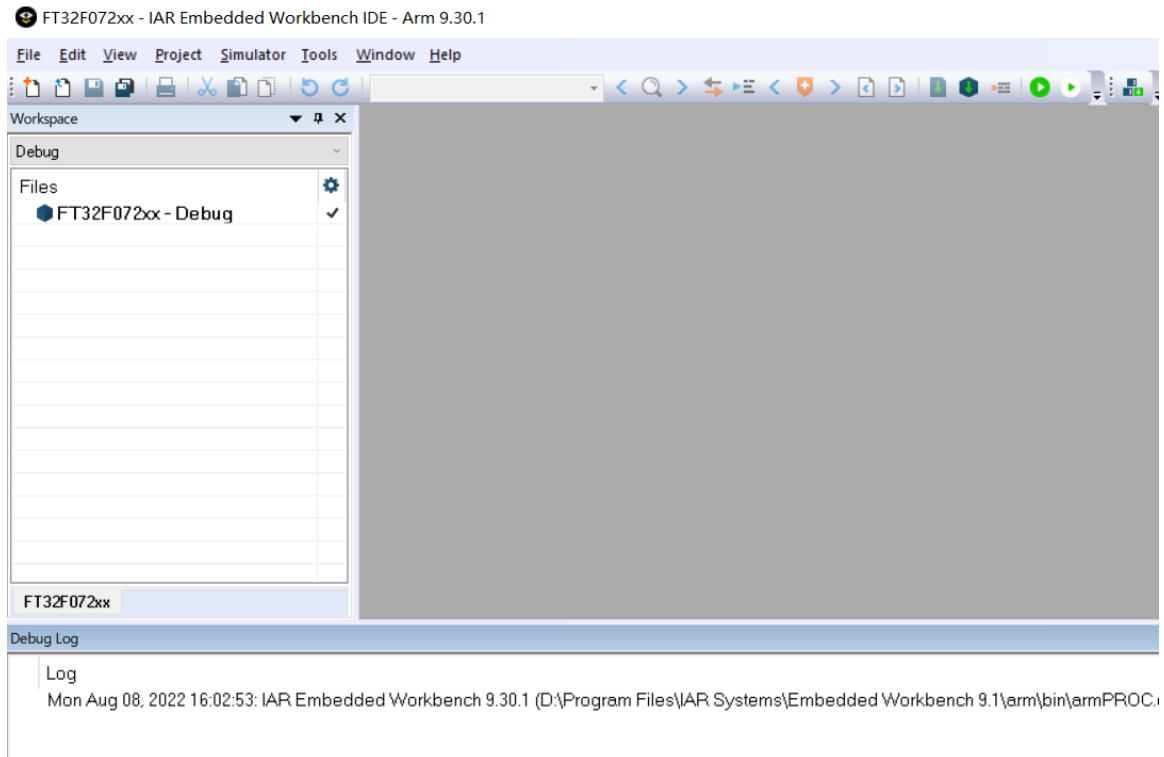 FT32F072xx - IAR Embedded Workbench IDE - Arm 9.30.1
File Edit View Project Simulator Tools Window Help
Workspace
Debug
Files
FT32F072xx - Debug
FT32F072xx
Debug Log
Log
Mon Aug 08, 2022 16:02:53: IAR Embedded Workbench 9.30.1 (D:\Program Files\IAR Systems\Embedded Workbench 9.1\arm\bin\armPROC.